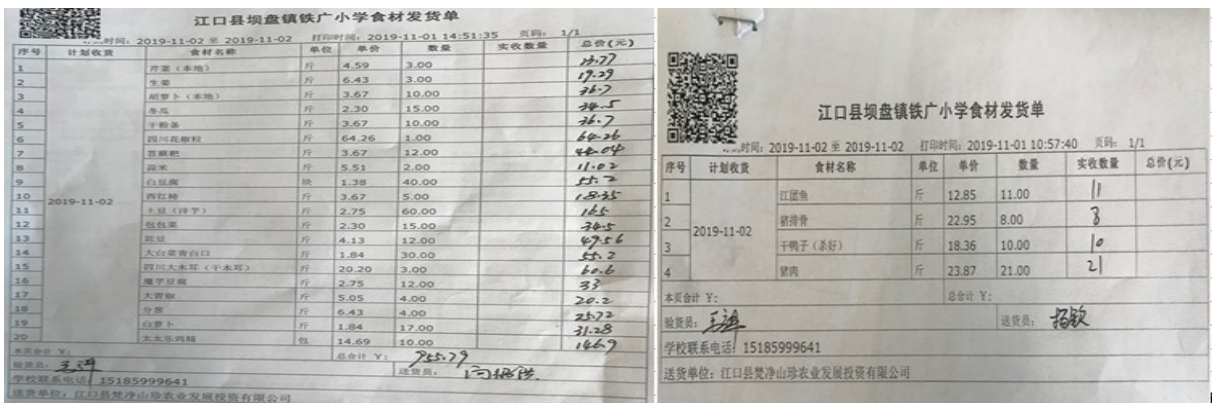 江口县坝盘镇铁广小学食材发货单
时间: 2019-11-02 至 2019-11-02 打印时间: 2019-11-01 14:51:35 页码: 1/1
序号 计划收货 食材名称 单位 单价 数量 实收数量 总价(元)
1 芹菜（本地） 斤 4.59 3.00 13.77
2 生姜 斤 6.43 3.00 19.29
3 胡萝卜（本地） 斤 3.67 10.00 36.7
4 冬瓜 斤 2.30 15.00 34.5
5 干粉条 斤 3.67 10.00 36.7
6 四川花椒粒 斤 64.26 1.00 64.26
7 斤 3.67 12.00 44.04
8 斤 5.51 2.00 11.02
9 白豆腐 块 1.38 40.00 55.2
10 2019-11-02 西红柿 斤 3.67 5.00 18.35
11 土豆（洋芋） 斤 2.75 60.00 165
12 包包菜 斤 2.30 15.00 34.5
13 豇豆 斤 4.13 12.00 49.56
14 大白菜青白口 斤 1.84 30.00 55.2
15 四川大木耳（干木耳） 斤 20.20 3.00 60.6
16 魔芋豆腐 斤 2.75 12.00 33
17 大青椒 斤 5.05 4.00 20.2
18 分葱 斤 6.43 4.00 25.72
19 白萝卜 斤 1.84 17.00 31.28
20 太太乐鸡精 包 14.69 10.00 146.9
本页合计 ¥: 总合计 ¥: 955.79
验货员: 送货员:
学校联系电话: 15185999641
送货单位: 江口县梵净山珍农业发展投资有限公司
江口县坝盘镇铁广小学食材发货单
时间: 2019-11-02 至 2019-11-02 打印时间: 2019-11-01 10:57:40 页码: 1/1
序号 计划收货 食材名称 单位 单价 数量 实收数量 总价(元)
1 江团鱼 斤 12.85 11.00 11
2 猪排骨 斤 22.95 8.00 8
2019-11-02
3 干鸭子（杀好） 斤 18.36 10.00 10
4 猪肉 斤 23.87 21.00 21
本页合计 ¥: 总合计 ¥:
验货员: 送货员: 杨钦
学校联系电话: 15185999641
送货单位: 江口县梵净山珍农业发展投资有限公司